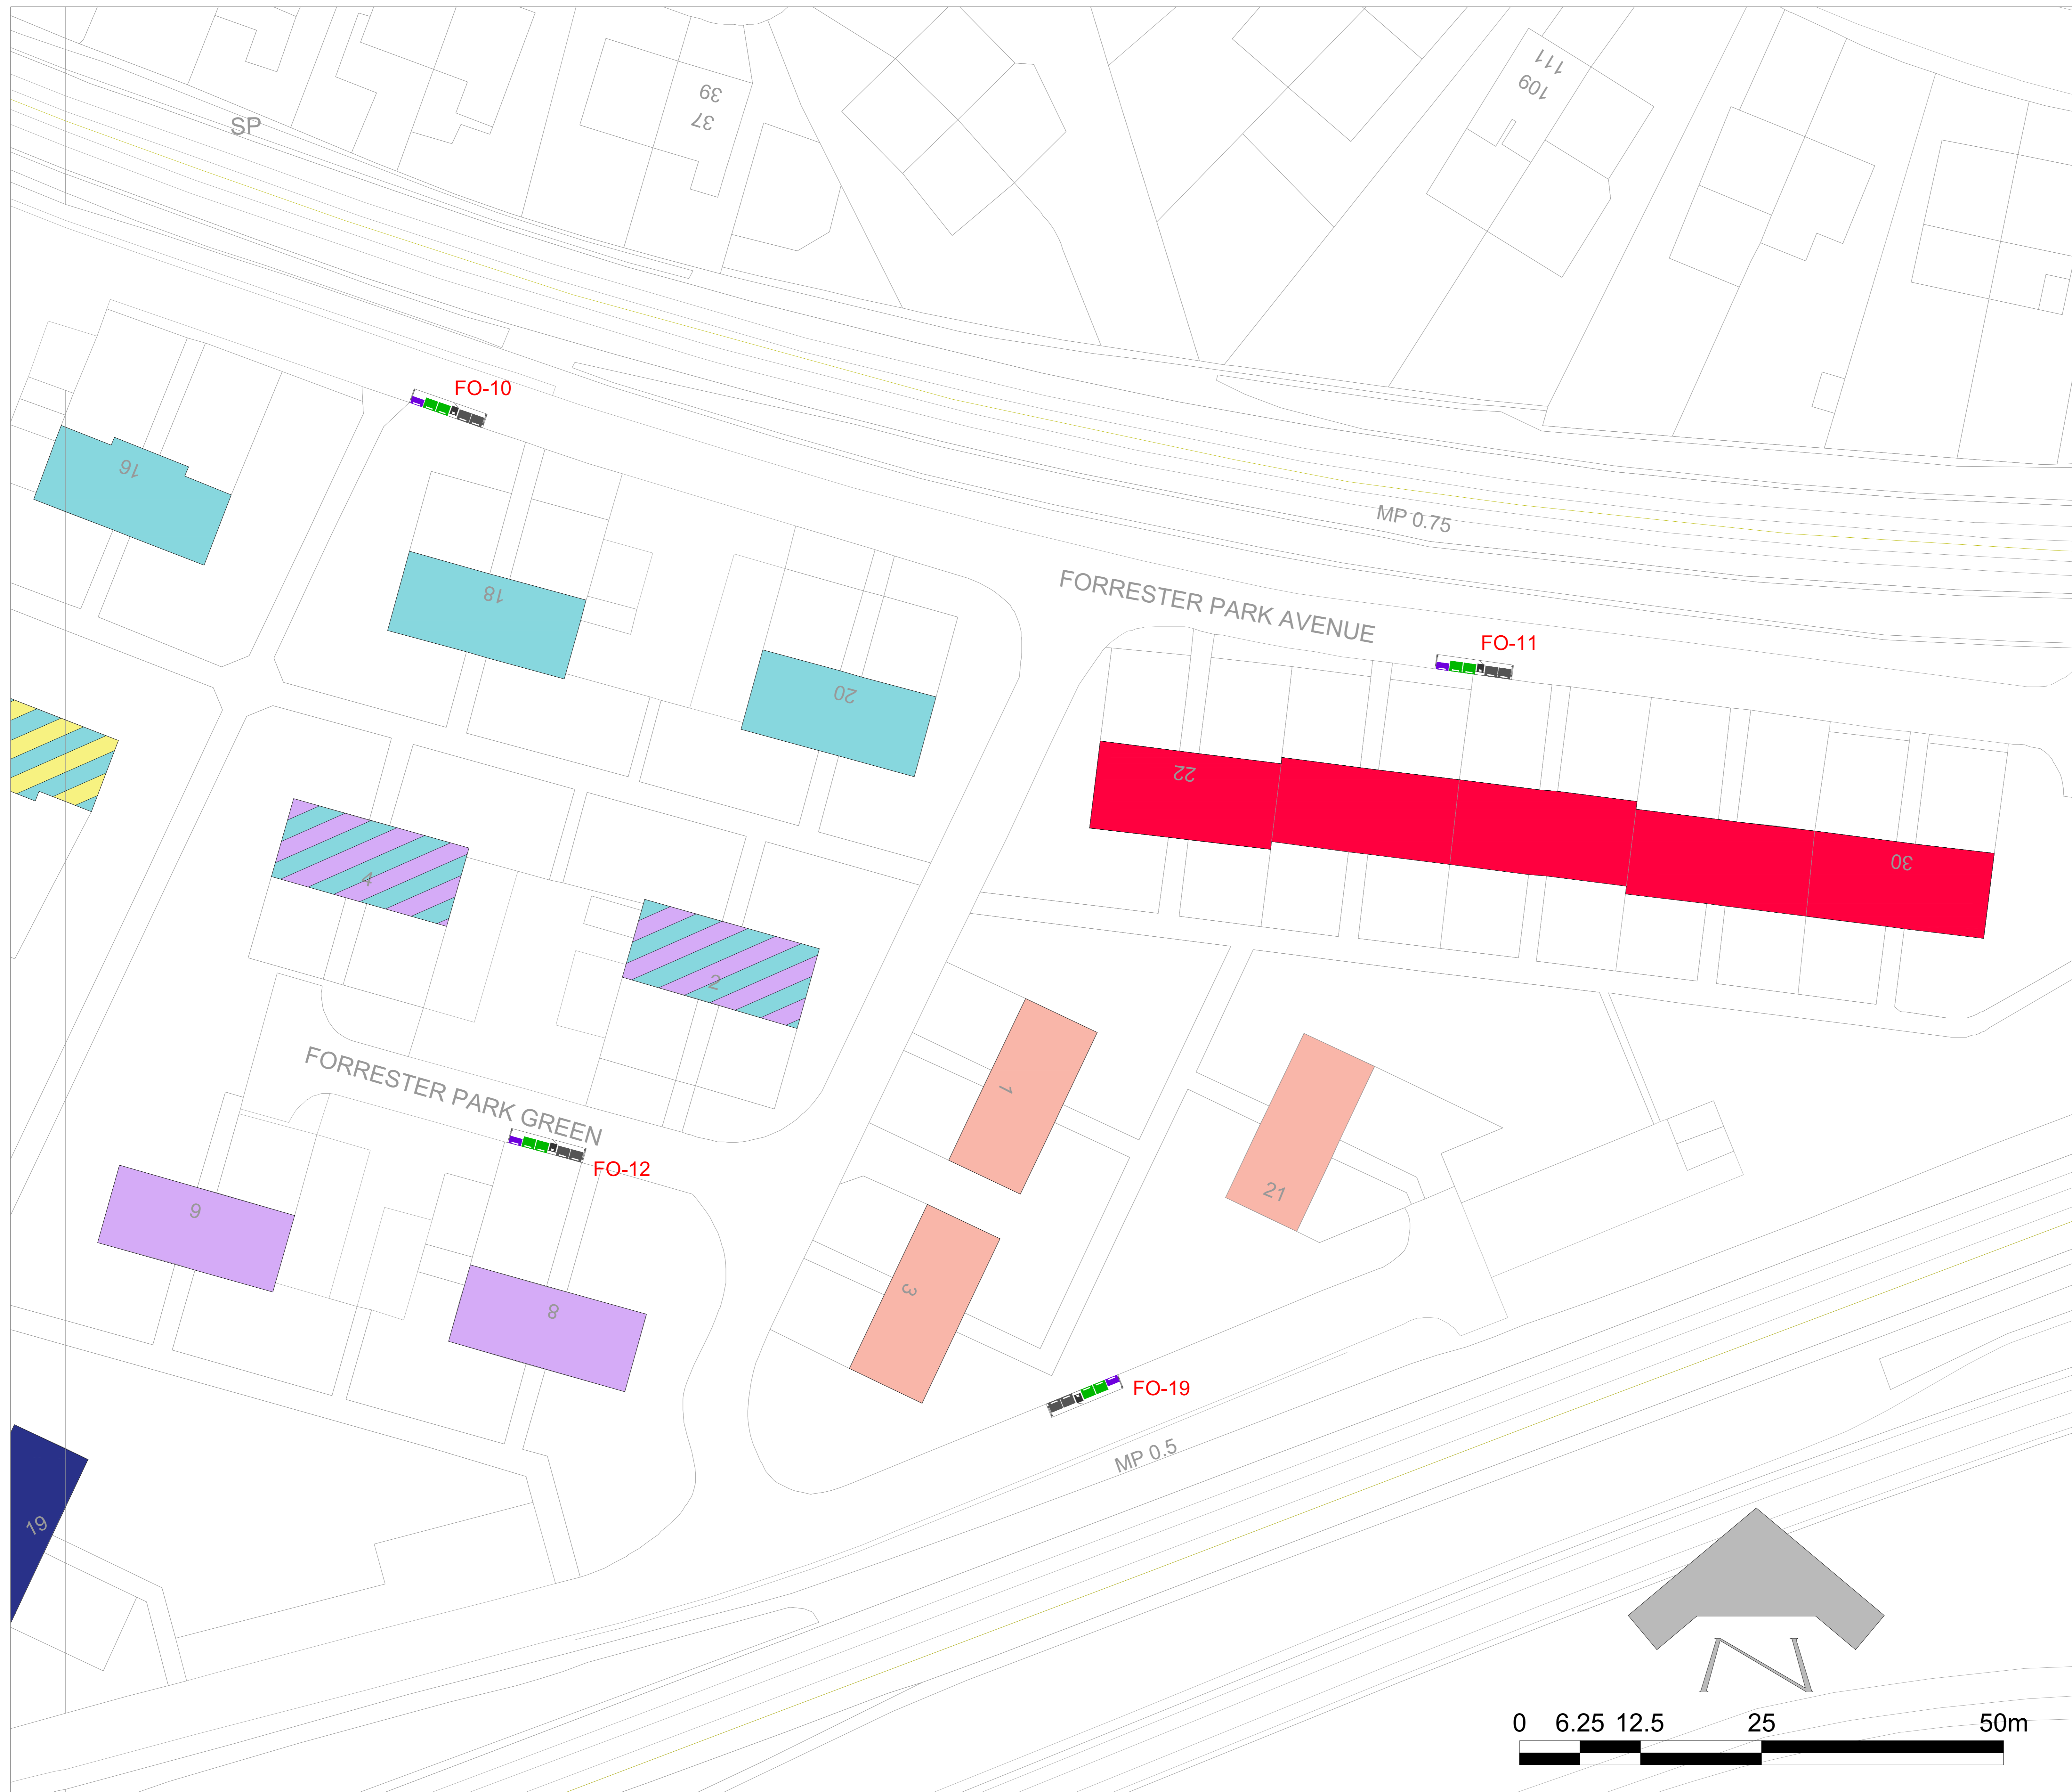 111
109
39
37
SP
FO-10
16
MP 0.75
18
FORRESTER PARK AVENUE
FO-11
20
22
30
4
2
FORRESTER PARK GREEN
FO-12
1
21
9
8
3
FO-19
MP 0.5
19
N
0 6.25 12.5 25 50m